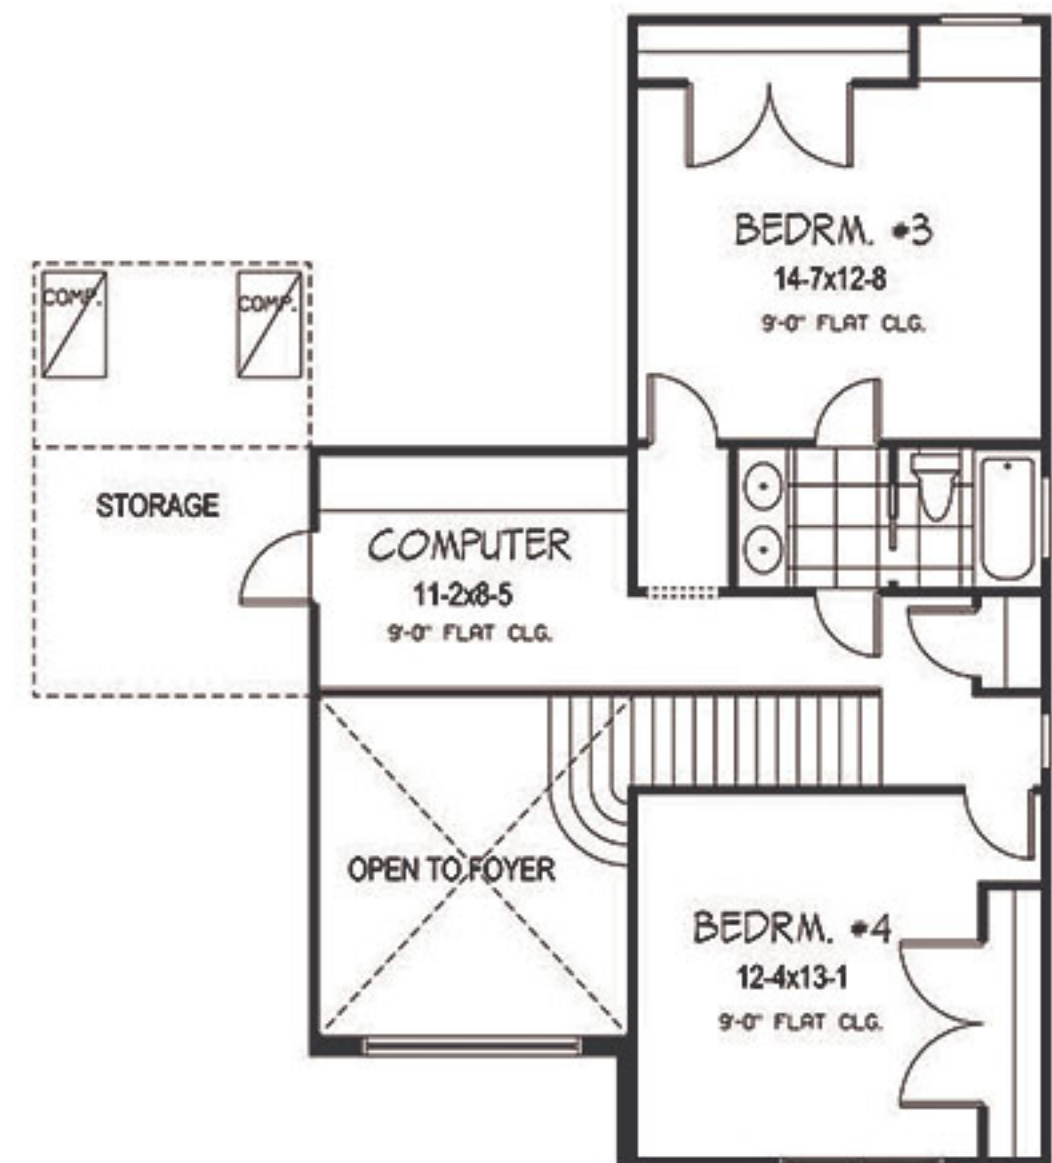 BEDRM. #3
14-7x12-8
9'-0" FLAT CLG.
COMP.
COMP.
STORAGE
COMPUTER
11-2x8-5
9'-0" FLAT CLG.
OPEN TO FOYER
BEDRM. #4
12-4x13-1
9'-0" FLAT CLG.